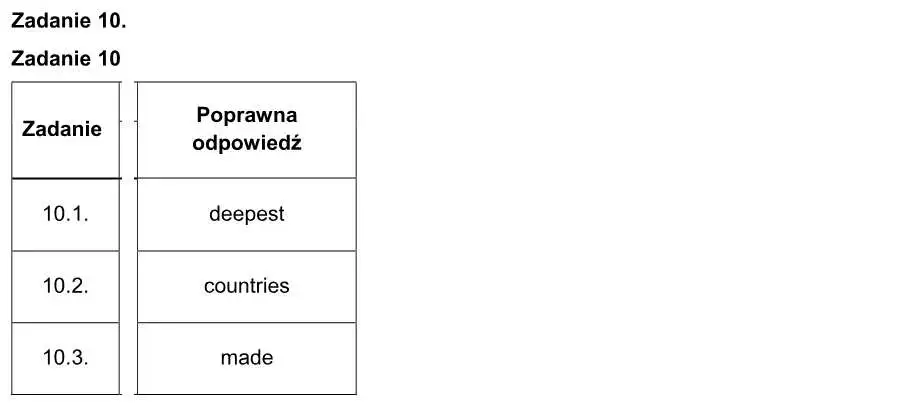 Zadanie 10.
Zadanie 10
Zadanie
Poprawna
odpowiedź
10.1. deepest
10.2. countries
10.3. made